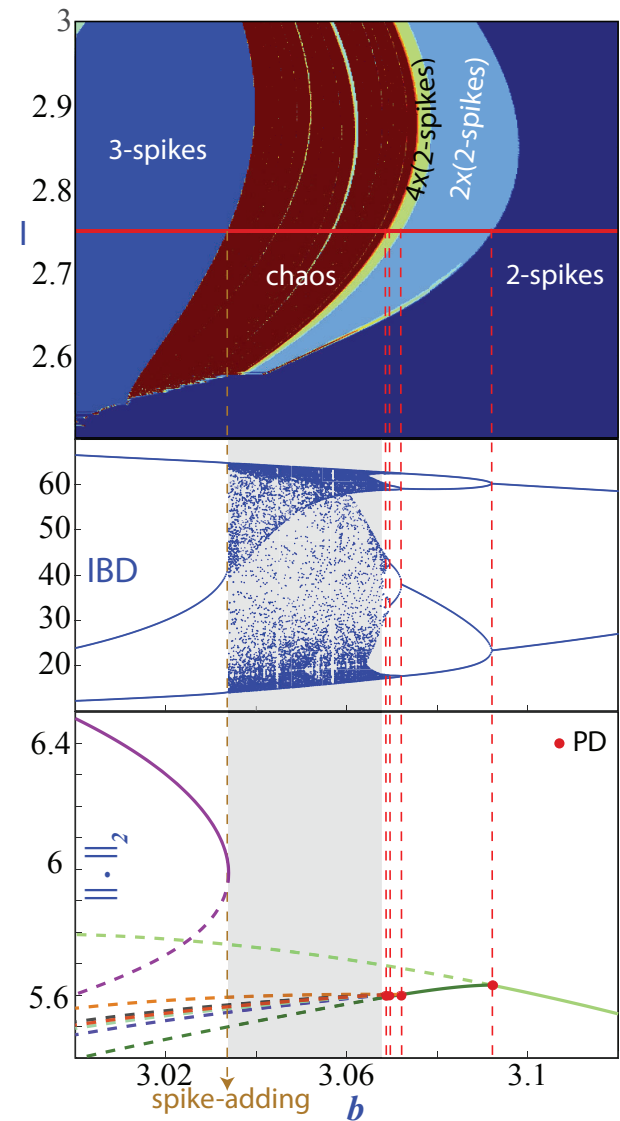 3
2.9
2.8
I
2.7
2.6
3-spikes
chaos
4x(2-spikes)
2x(2-spikes)
2-spikes
60
50
IBD
40
30
20
6.4
PD
|| · ||₂
6
5.6
3.02 3.06 3.1
spike-adding
b